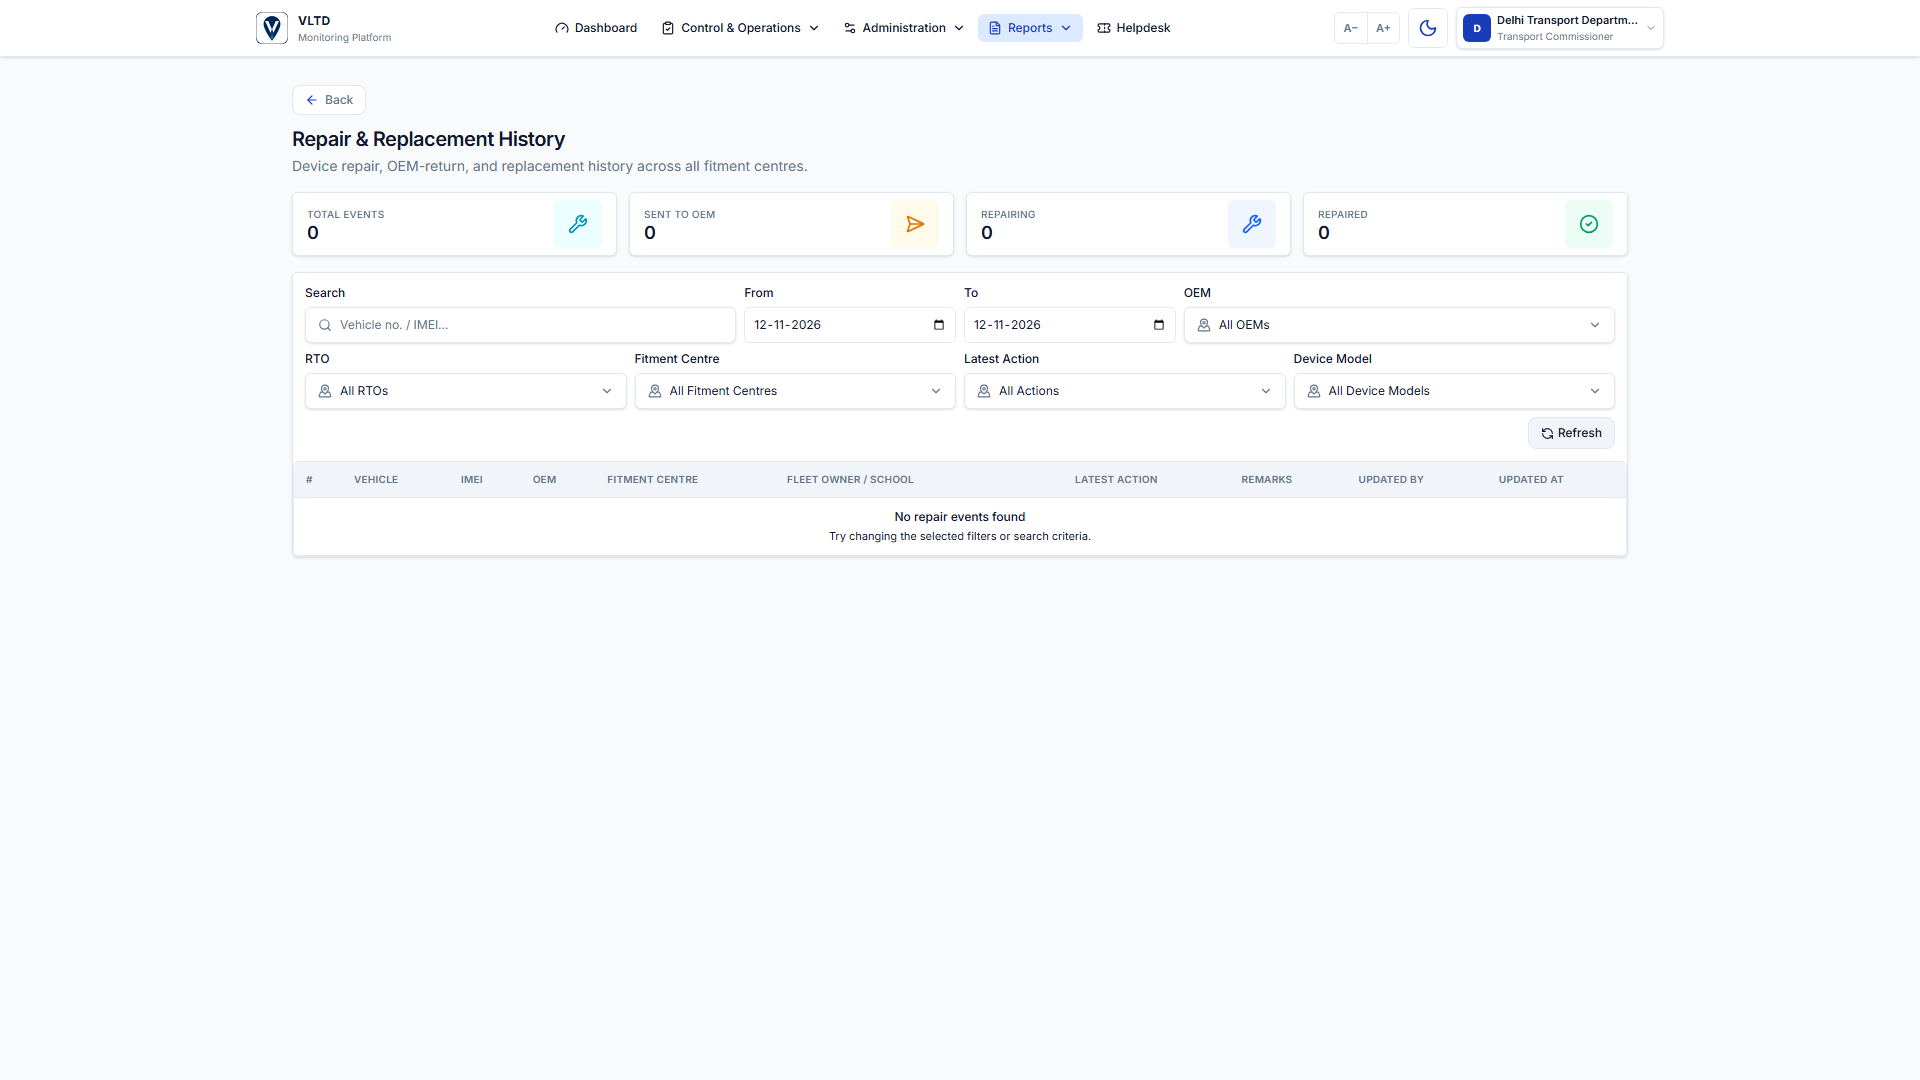 VLTD
Monitoring Platform
Dashboard
Control & Operations
Administration
Reports
Helpdesk
A−
A+
D
Delhi Transport Departm...
Transport Commissioner
Back
Repair & Replacement History
Device repair, OEM-return, and replacement history across all fitment centres.
TOTAL EVENTS
0
SENT TO OEM
0
REPAIRING
0
REPAIRED
0
Search
Vehicle no. / IMEI...
From
12-11-2026
To
12-11-2026
OEM
All OEMs
RTO
All RTOs
Fitment Centre
All Fitment Centres
Latest Action
All Actions
Device Model
All Device Models
Refresh
# VEHICLE IMEI OEM FITMENT CENTRE FLEET OWNER / SCHOOL LATEST ACTION REMARKS UPDATED BY UPDATED AT
No repair events found
Try changing the selected filters or search criteria.